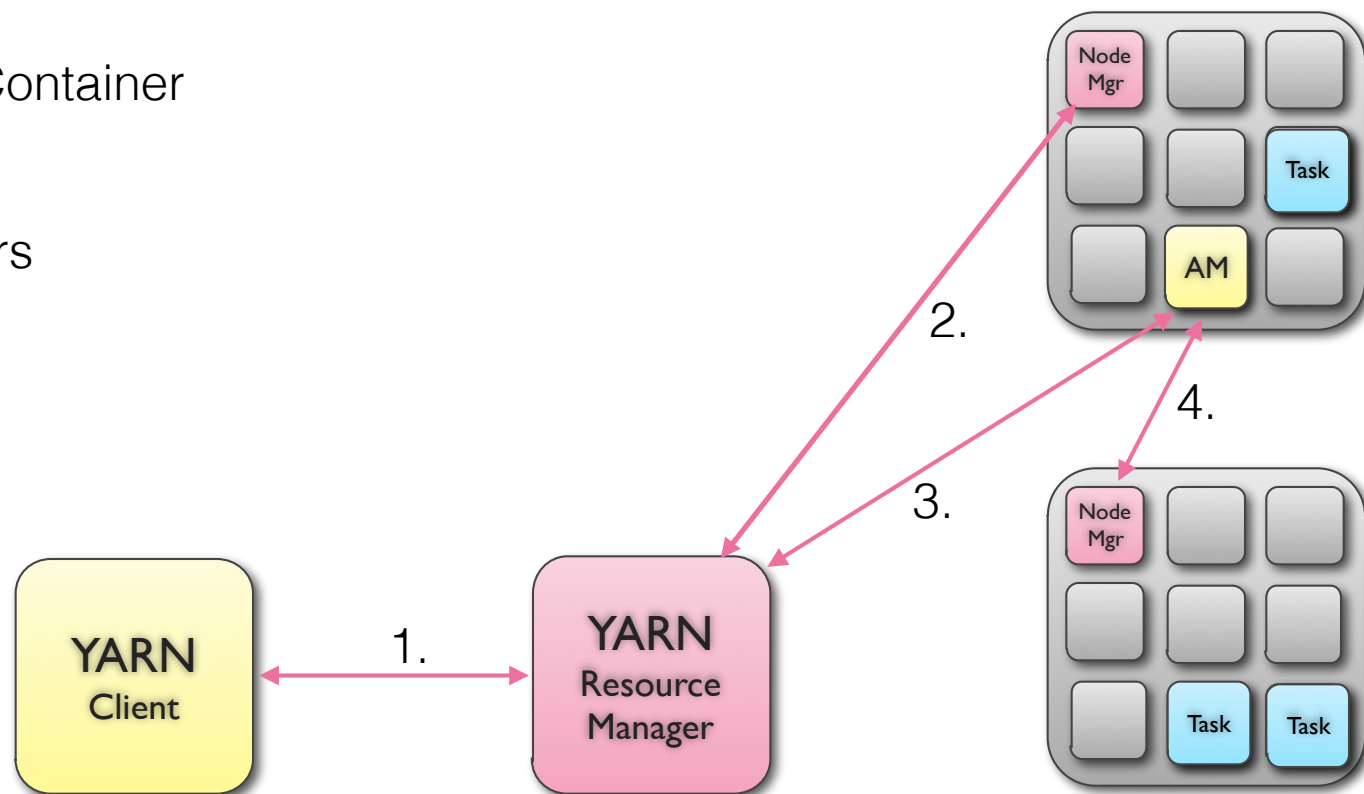 Container
rs
Node
Mgr
Task
AM
2.
4.
3.
Node
Mgr
YARN
Client
1.
YARN
Resource
Manager
Task
Task